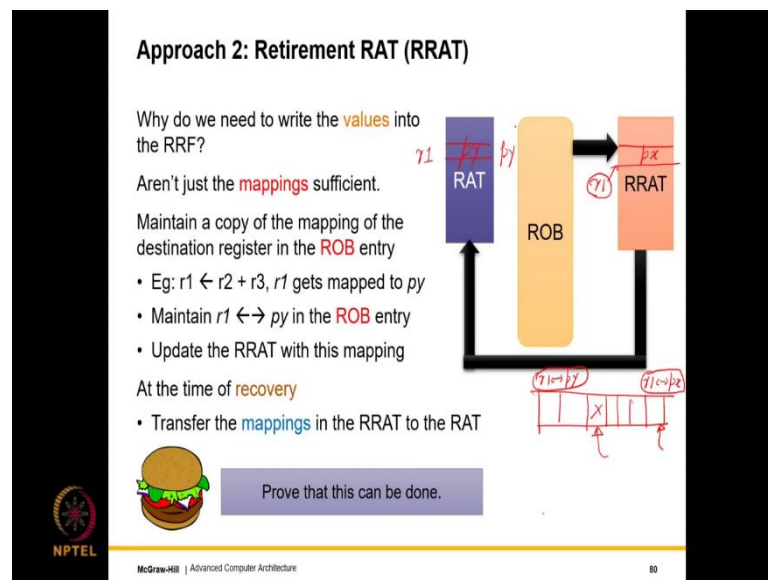 Approach 2: Retirement RAT (RRAT)
Why do we need to write the values into
the RRF?
Aren't just the mappings sufficient.
Maintain a copy of the mapping of the
destination register in the ROB entry
• Eg: r1 ← r2 + r3, r1 gets mapped to py
• Maintain r1 ←→ py in the ROB entry
• Update the RRAT with this mapping
At the time of recovery
• Transfer the mappings in the RRAT to the RAT
r1 py py
RAT
ROB
px
r1
RRAT
r1↔py
r1↔px
X
Prove that this can be done.
NPTEL
McGraw-Hill | Advanced Computer Architecture
80